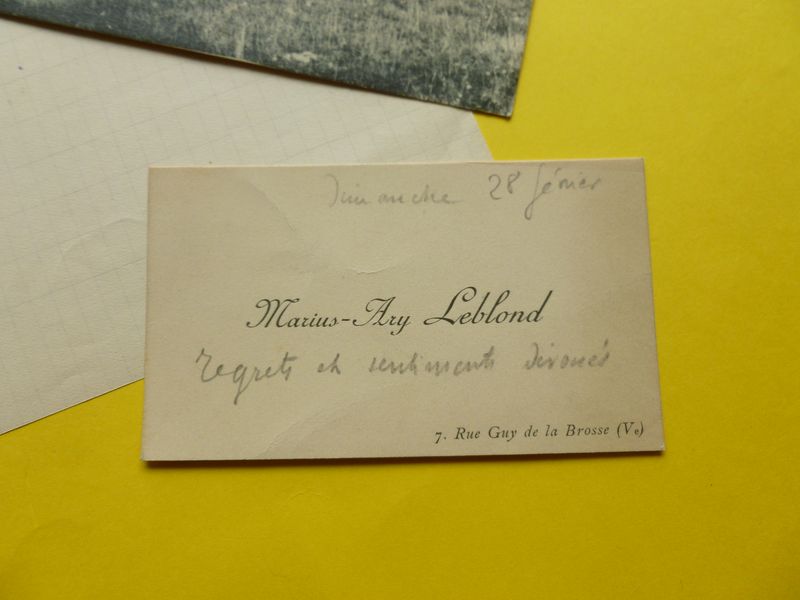 Dimanche 28 février
Marius-Ary Leblond
regrets et sentiments dévoués
7. Rue Guy de la Brosse (Ve)